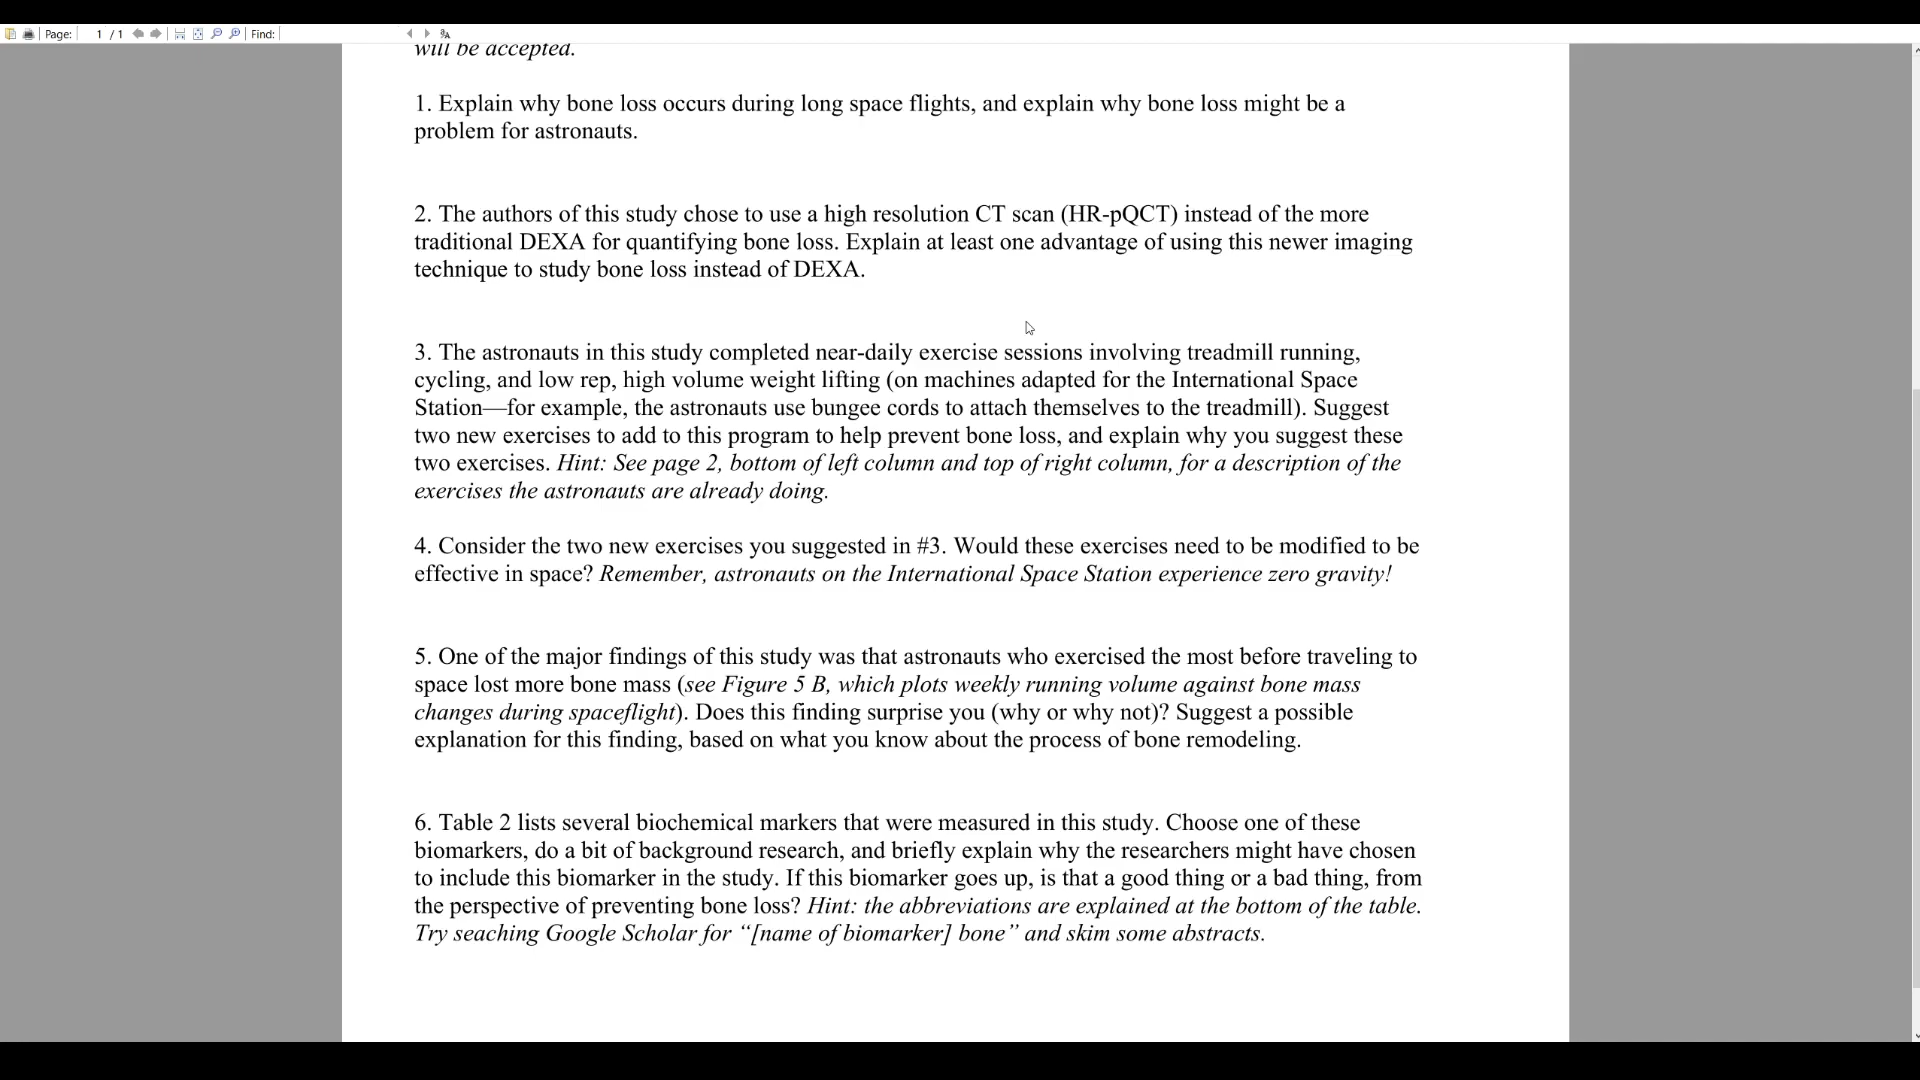 Page: 1 / 1 Find:
will be accepted.
1. Explain why bone loss occurs during long space flights, and explain why bone loss might be a
problem for astronauts.
2. The authors of this study chose to use a high resolution CT scan (HR-pQCT) instead of the more
traditional DEXA for quantifying bone loss. Explain at least one advantage of using this newer imaging
technique to study bone loss instead of DEXA.
3. The astronauts in this study completed near-daily exercise sessions involving treadmill running,
cycling, and low rep, high volume weight lifting (on machines adapted for the International Space
Station—for example, the astronauts use bungee cords to attach themselves to the treadmill). Suggest
two new exercises to add to this program to help prevent bone loss, and explain why you suggest these
two exercises. Hint: See page 2, bottom of left column and top of right column, for a description of the
exercises the astronauts are already doing.
4. Consider the two new exercises you suggested in #3. Would these exercises need to be modified to be
effective in space? Remember, astronauts on the International Space Station experience zero gravity!
5. One of the major findings of this study was that astronauts who exercised the most before traveling to
space lost more bone mass (see Figure 5 B, which plots weekly running volume against bone mass
changes during spaceflight). Does this finding surprise you (why or why not)? Suggest a possible
explanation for this finding, based on what you know about the process of bone remodeling.
6. Table 2 lists several biochemical markers that were measured in this study. Choose one of these
biomarkers, do a bit of background research, and briefly explain why the researchers might have chosen
to include this biomarker in the study. If this biomarker goes up, is that a good thing or a bad thing, from
the perspective of preventing bone loss? Hint: the abbreviations are explained at the bottom of the table.
Try seaching Google Scholar for “[name of biomarker] bone” and skim some abstracts.